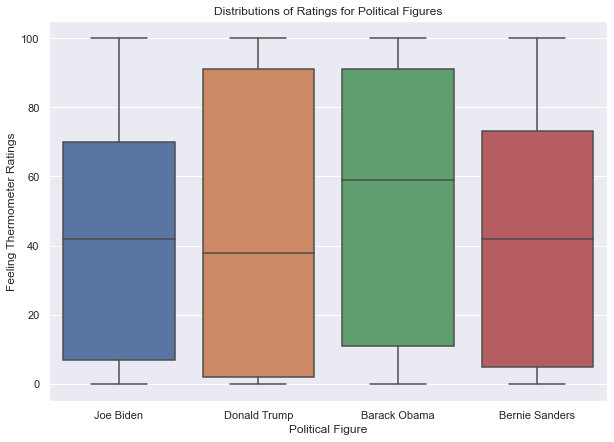 Distributions of Ratings for Political Figures
Feeling Thermometer Ratings
100
80
60
40
20
0
Joe Biden
Donald Trump
Barack Obama
Bernie Sanders
Political Figure